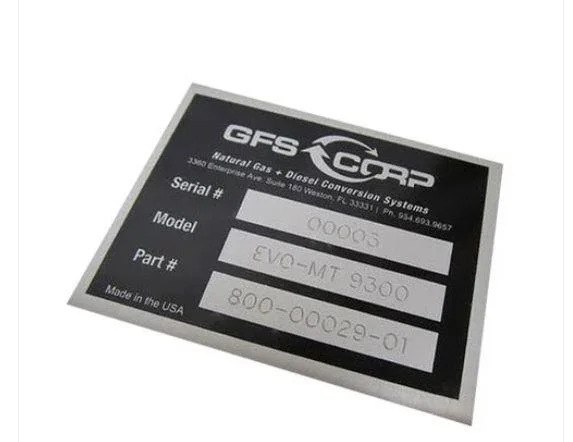 GFS CORP
Natural Gas + Diesel Conversion Systems
3360 Enterprise Ave. Suite 180 Weston, FL 33331 | Ph. 954.693.9657
Serial # 00003
Model EVO-MT 9300
Part # 800-00029-01
Made in the USA